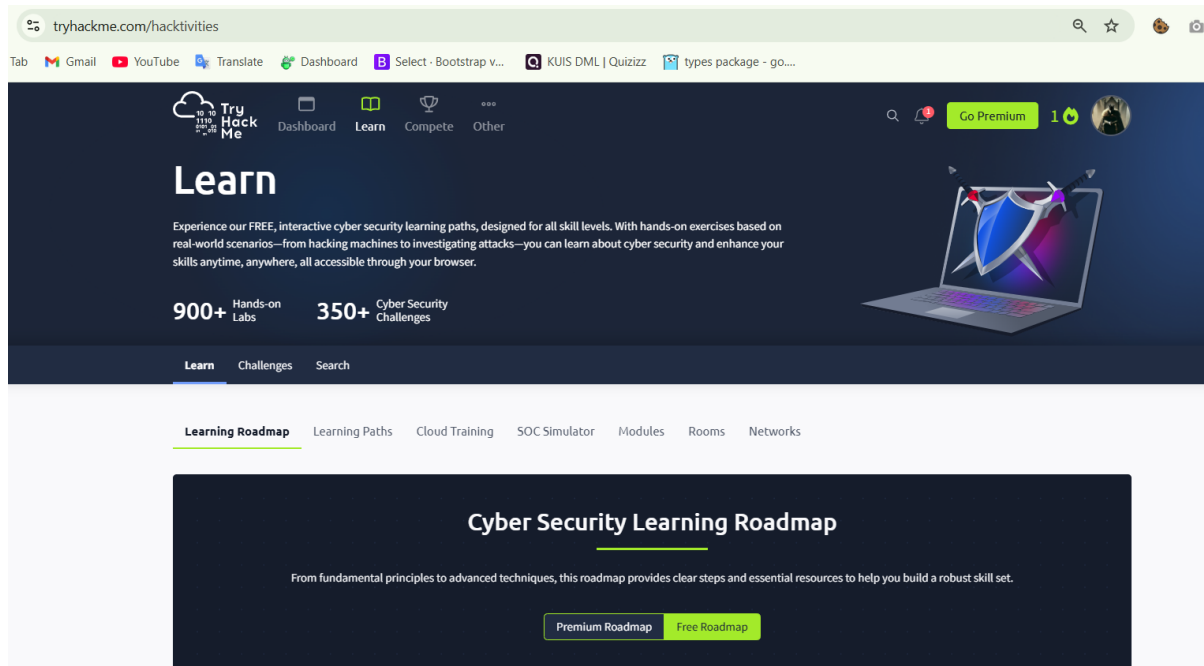 tryhackme.com/hacktivities
Tab Gmail YouTube Translate Dashboard Select · Bootstrap v... KUIS DML | Quizizz types package - go....
Try Hack Me
Dashboard Learn Compete Other
1 Go Premium 1
Learn
Experience our FREE, interactive cyber security learning paths, designed for all skill levels. With hands-on exercises based on
real-world scenarios—from hacking machines to investigating attacks—you can learn about cyber security and enhance your
skills anytime, anywhere, all accessible through your browser.
900+ Hands-on Labs 350+ Cyber Security Challenges
Learn Challenges Search
Learning Roadmap Learning Paths Cloud Training SOC Simulator Modules Rooms Networks
Cyber Security Learning Roadmap
From fundamental principles to advanced techniques, this roadmap provides clear steps and essential resources to help you build a robust skill set.
Premium Roadmap Free Roadmap